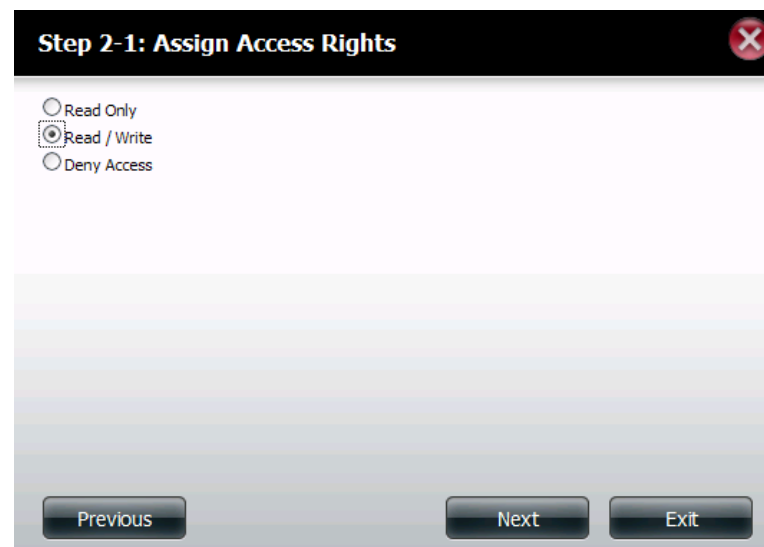 Step 2-1: Assign Access Rights
Read Only
Read / Write
Deny Access
Previous Next Exit